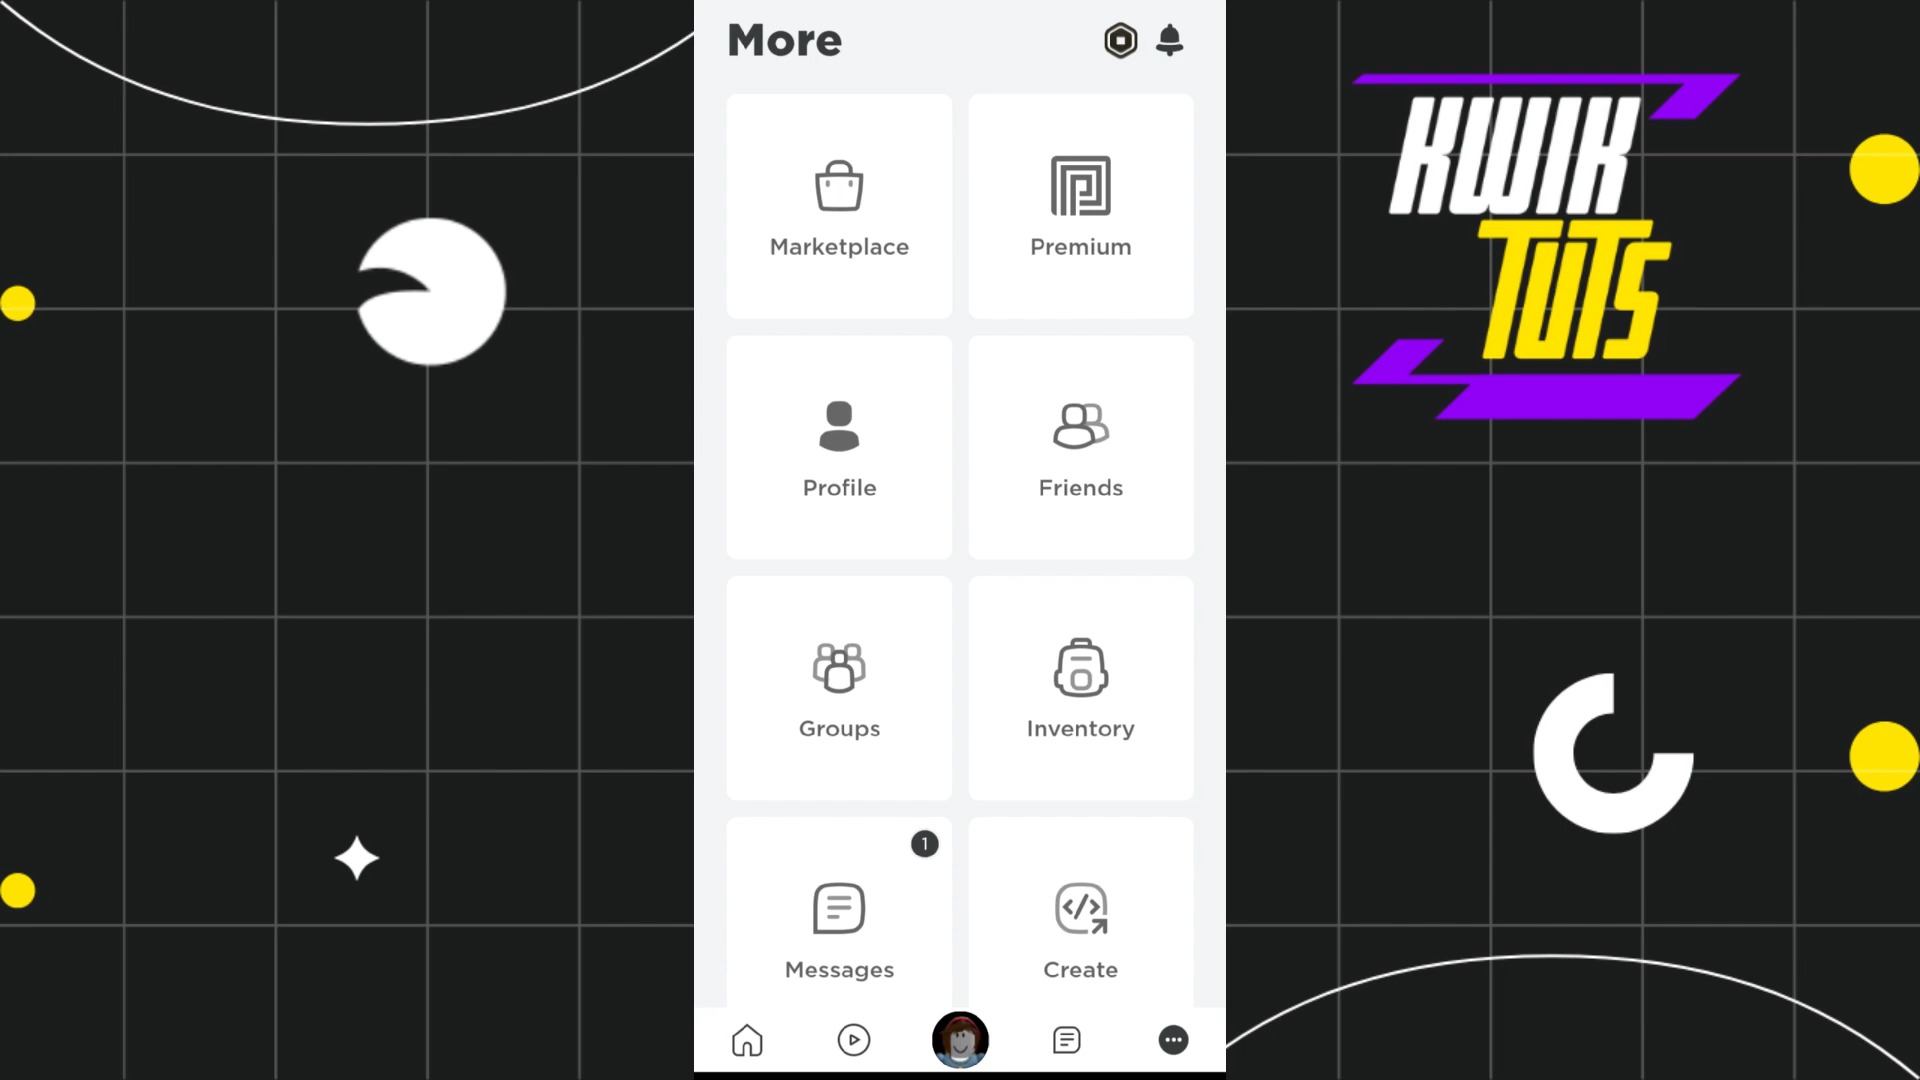 More
Marketplace
Premium
Profile
Friends
Groups
Inventory
1
Messages
Create
KWIK
TUTS